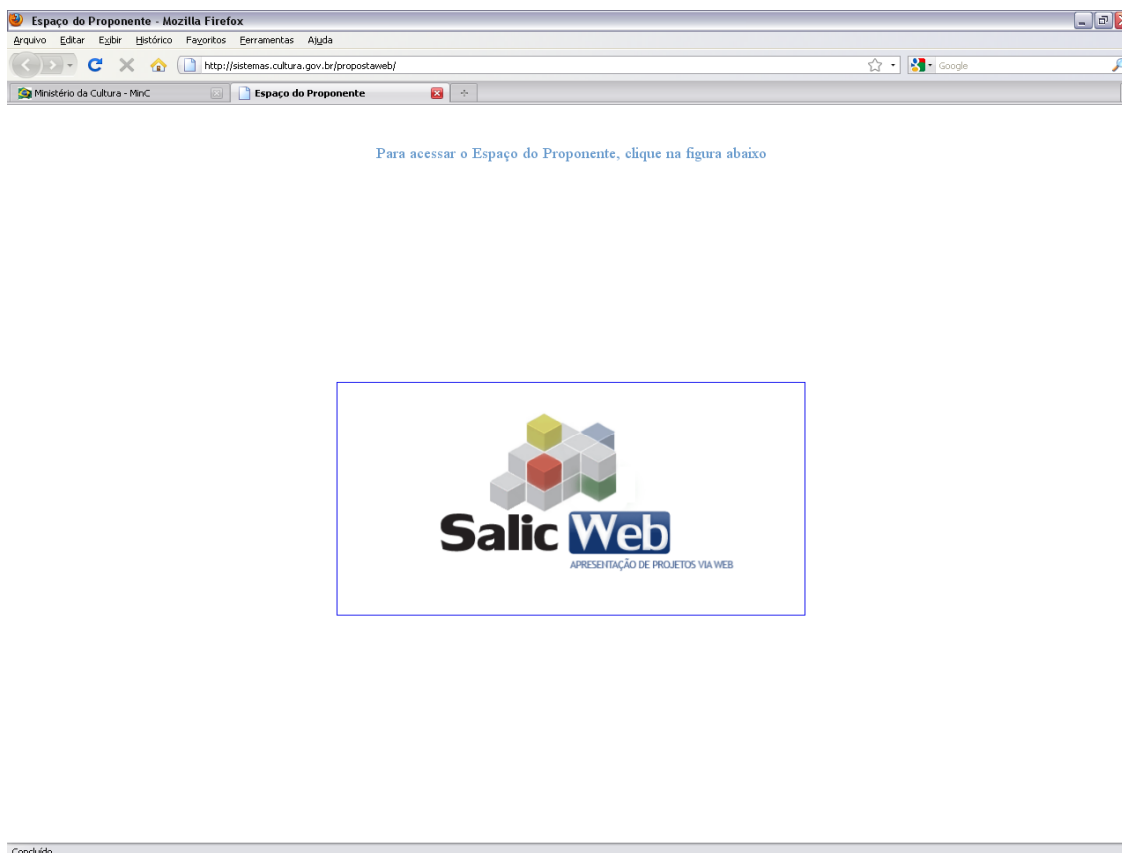 Espaço do Proponente - Mozilla Firefox
Arquivo Editar Exibir Histórico Favoritos Ferramentas Ajuda
http://sistemas.cultura.gov.br/propostaweb/ Google
Ministério da Cultura - MinC Espaço do Proponente
Para acessar o Espaço do Proponente, clique na figura abaixo
Salic Web
APRESENTAÇÃO DE PROJETOS VIA WEB
Concluído